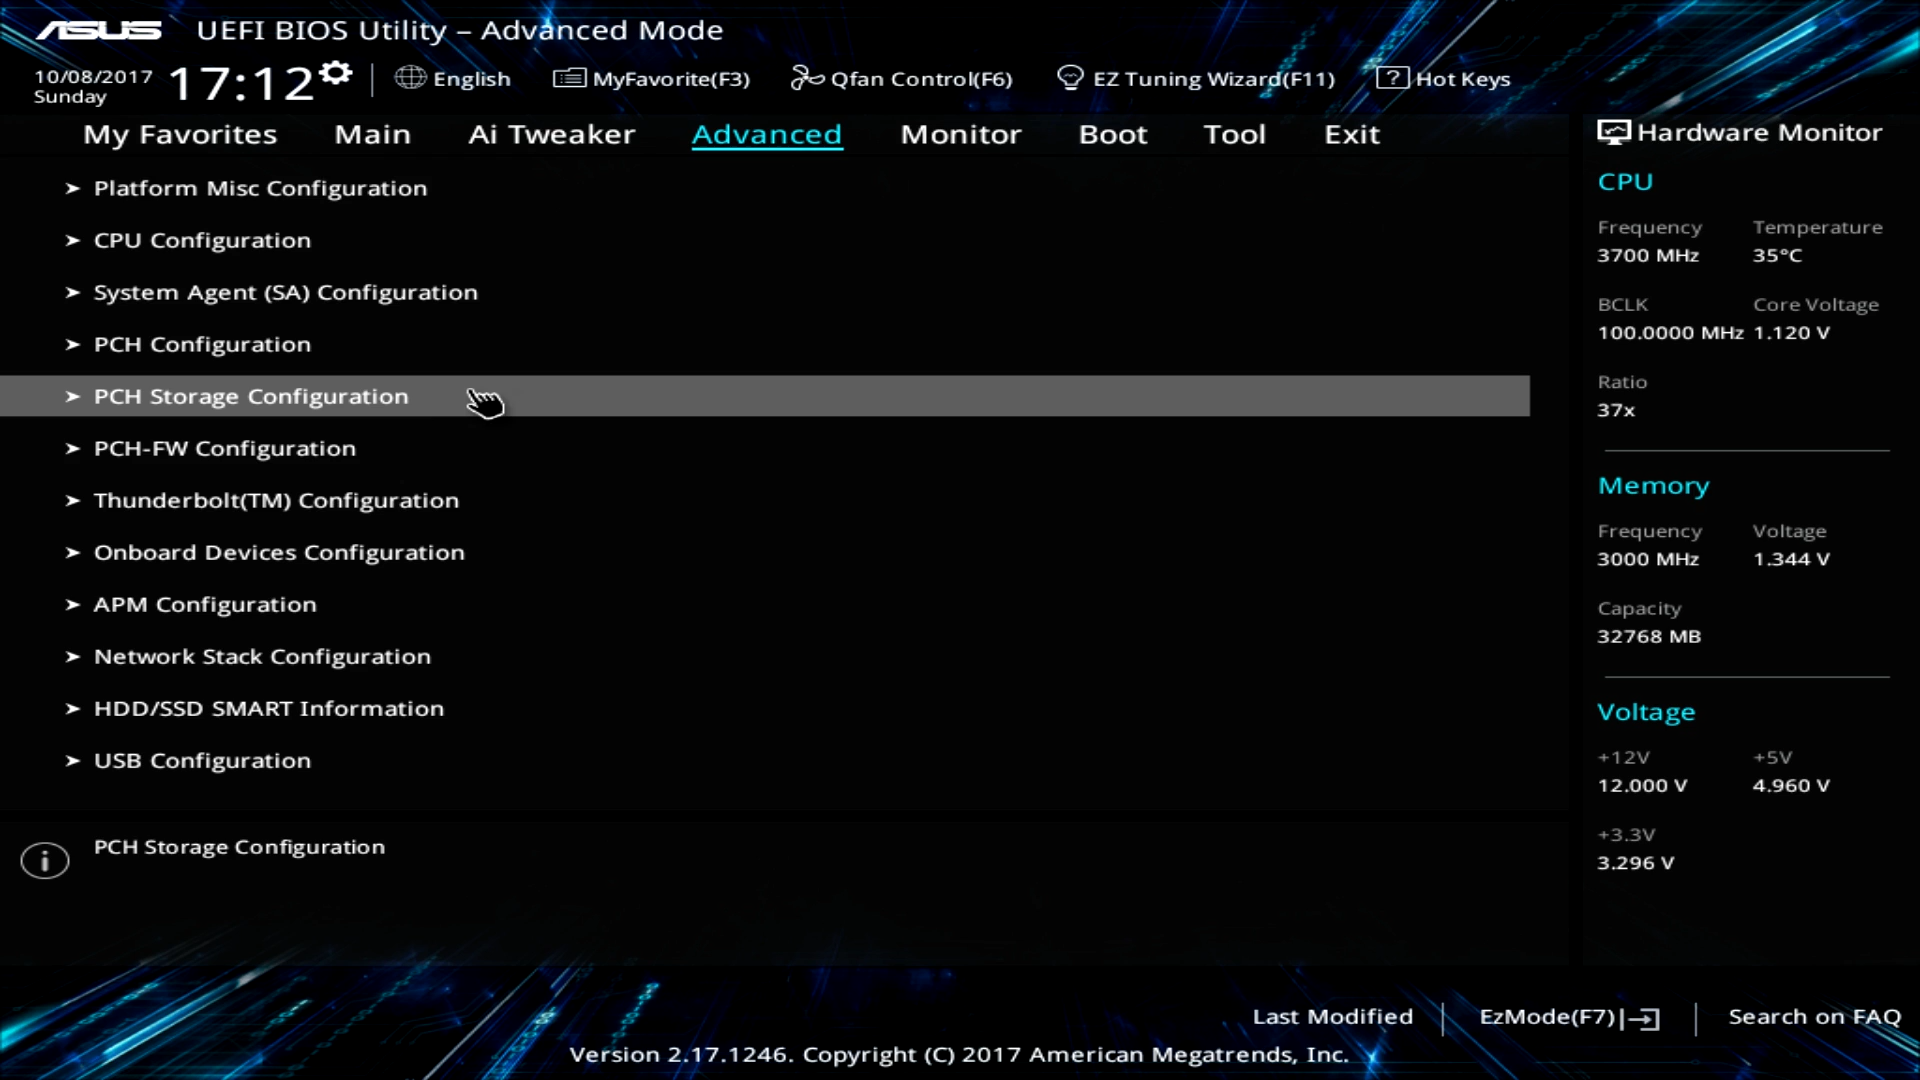 ASUS UEFI BIOS Utility – Advanced Mode
10/08/2017
Sunday
17:12
English
MyFavorite(F3)
Qfan Control(F6)
EZ Tuning Wizard(F11)
? Hot Keys
My Favorites
Main
Ai Tweaker
Advanced
Monitor
Boot
Tool
Exit
Platform Misc Configuration
CPU Configuration
System Agent (SA) Configuration
PCH Configuration
PCH Storage Configuration
PCH-FW Configuration
Thunderbolt(TM) Configuration
Onboard Devices Configuration
APM Configuration
Network Stack Configuration
HDD/SSD SMART Information
USB Configuration
i
PCH Storage Configuration
Hardware Monitor
CPU
Frequency Temperature
3700 MHz 35°C
BCLK Core Voltage
100.0000 MHz 1.120 V
Ratio
37x
Memory
Frequency Voltage
3000 MHz 1.344 V
Capacity
32768 MB
Voltage
+12V +5V
12.000 V 4.960 V
+3.3V
3.296 V
Last Modified
EzMode(F7)
Search on FAQ
Version 2.17.1246. Copyright (C) 2017 American Megatrends, Inc.